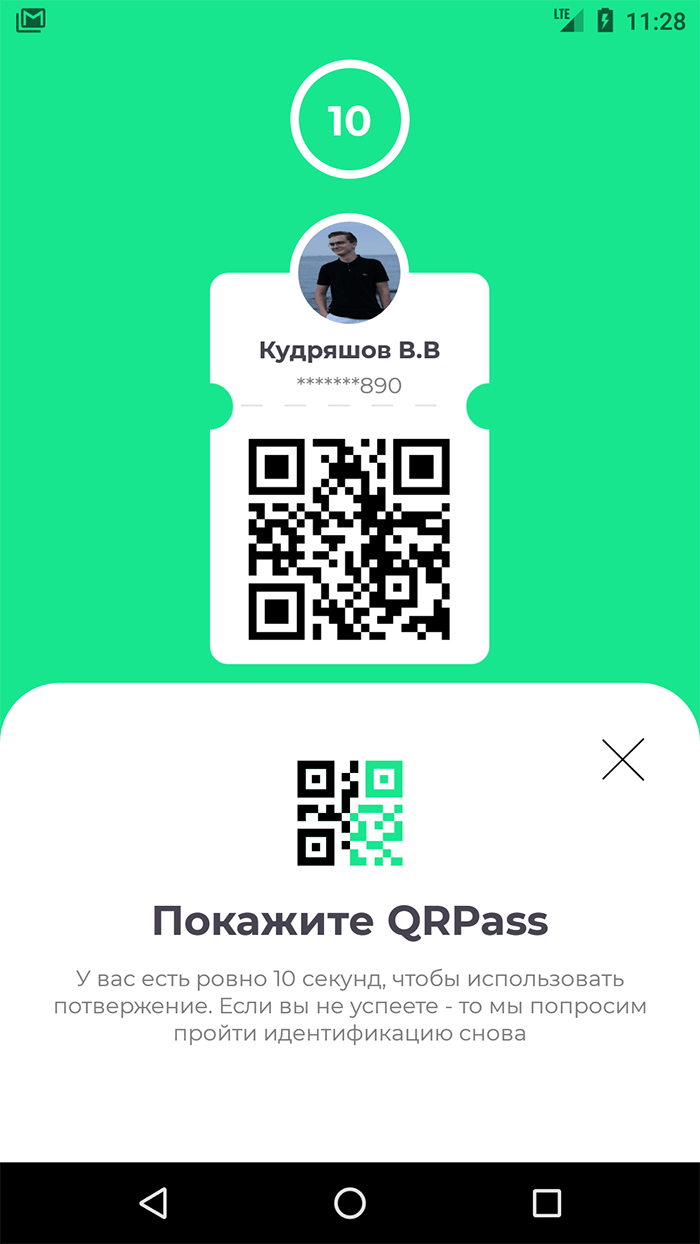 LTE 11:28
10
Кудряшов В.В
*******890
Покажите QRPass
У вас есть ровно 10 секунд, чтобы использовать
потвержение. Если вы не успеете - то мы попросим
пройти идентификацию снова